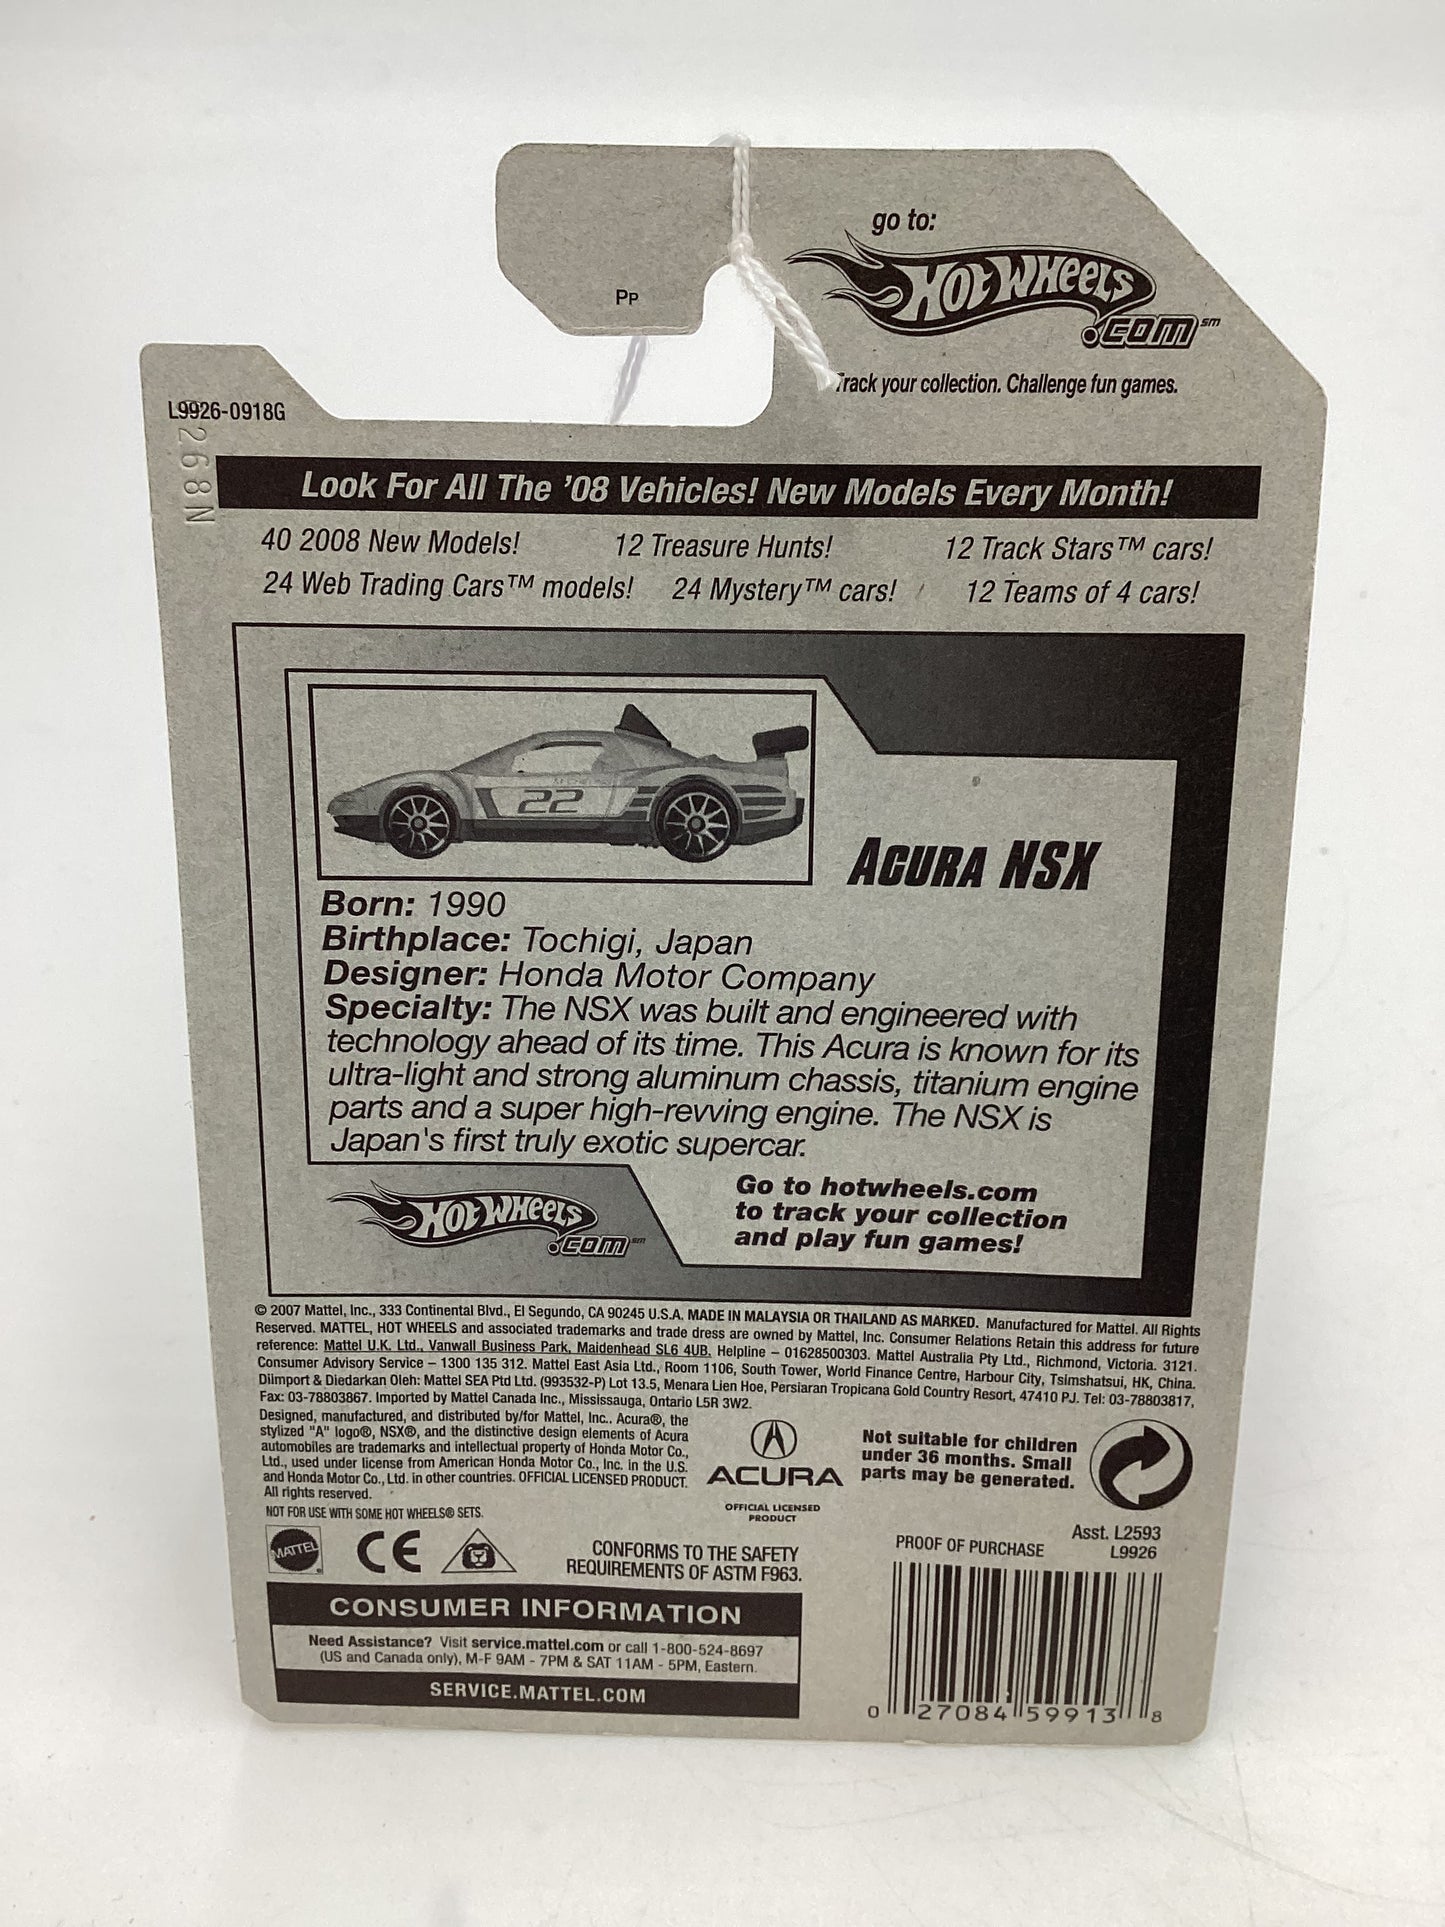 go to:
HOT WHEELS
.COM SM
Track your collection. Challenge fun games.
PP
L9926-0918G
268N
Look For All The '08 Vehicles! New Models Every Month!
40 2008 New Models! 12 Treasure Hunts! 12 Track Stars™ cars!
24 Web Trading Cars™ models! 24 Mystery™ cars! 12 Teams of 4 cars!
22
ACURA NSX
Born: 1990
Birthplace: Tochigi, Japan
Designer: Honda Motor Company
Specialty: The NSX was built and engineered with
technology ahead of its time. This Acura is known for its
ultra-light and strong aluminum chassis, titanium engine
parts and a super high-revving engine. The NSX is
Japan's first truly exotic supercar.
HOT WHEELS
.COM SM
Go to hotwheels.com
to track your collection
and play fun games!
© 2007 Mattel, Inc., 333 Continental Blvd., El Segundo, CA 90245 U.S.A. MADE IN MALAYSIA OR THAILAND AS MARKED. Manufactured for Mattel. All Rights
Reserved. MATTEL, HOT WHEELS and associated trademarks and trade dress are owned by Mattel, Inc. Consumer Relations Retain this address for future
reference: Mattel U.K. Ltd., Vanwall Business Park, Maidenhead SL6 4UB. Helpline – 01628500303. Mattel Australia Pty Ltd., Richmond, Victoria. 3121.
Consumer Advisory Service – 1300 135 312. Mattel East Asia Ltd., Room 1106, South Tower, World Finance Centre, Harbour City, Tsimshatsui, HK, China.
Diimport & Diedarkan Oleh: Mattel SEA Ptd Ltd. (993532-P) Lot 13.5, Menara Lien Hoe, Persiaran Tropicana Gold Country Resort, 47410 PJ. Tel: 03-78803817,
Fax: 03-78803867. Imported by Mattel Canada Inc., Mississauga, Ontario L5R 3W2.
Designed, manufactured, and distributed by/for Mattel, Inc.. Acura®, the
stylized "A" logo®, NSX®, and the distinctive design elements of Acura
automobiles are trademarks and intellectual property of Honda Motor Co.,
Ltd., used under license from American Honda Motor Co., Inc. in the U.S.
and Honda Motor Co., Ltd. in other countries. OFFICIAL LICENSED PRODUCT.
All rights reserved.
NOT FOR USE WITH SOME HOT WHEELS® SETS.
ACURA
OFFICIAL LICENSED
PRODUCT
Not suitable for children
under 36 months. Small
parts may be generated.
MATTEL
CE
CONFORMS TO THE SAFETY
REQUIREMENTS OF ASTM F963.
CONSUMER INFORMATION
Need Assistance? Visit service.mattel.com or call 1-800-524-8697
(US and Canada only), M-F 9AM - 7PM & SAT 11AM - 5PM, Eastern.
SERVICE.MATTEL.COM
Asst. L2593
PROOF OF PURCHASE L9926
0 27084 59913 8